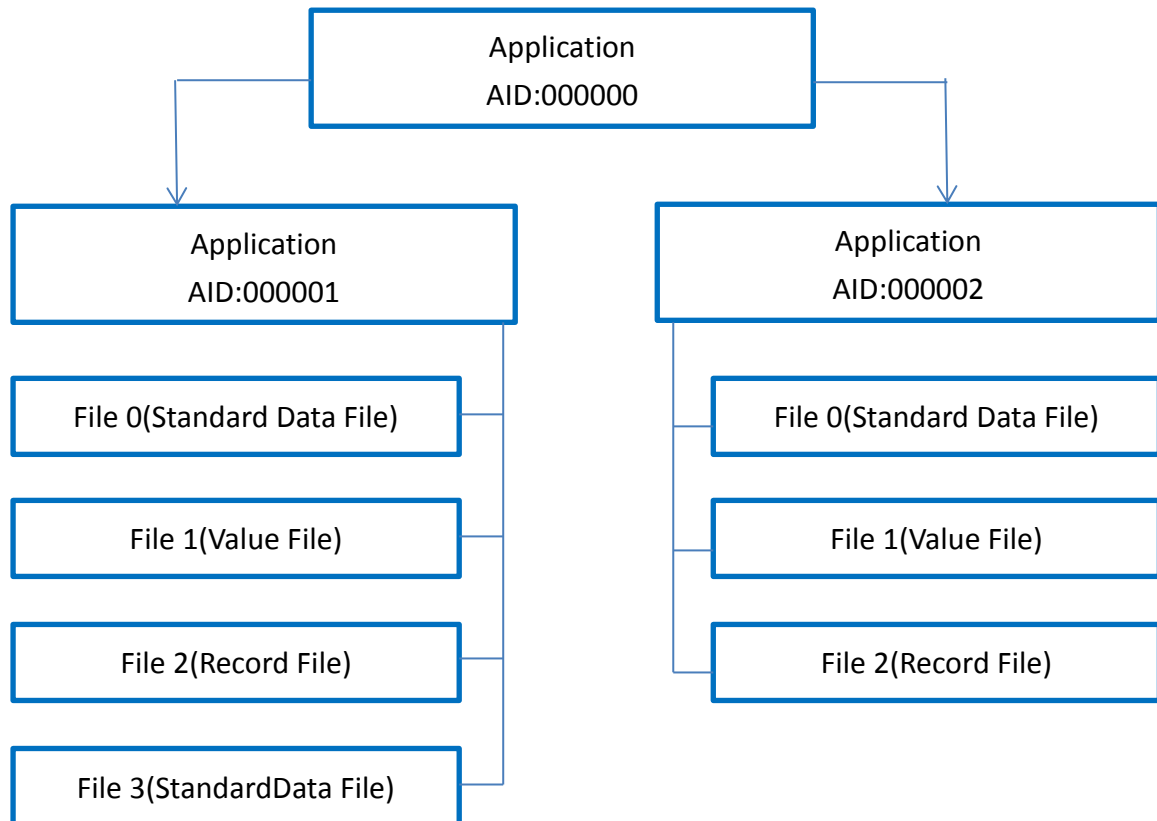 Application
AID:000000
Application
AID:000001
Application
AID:000002
File 0(Standard Data File)
File 0(Standard Data File)
File 1(Value File)
File 1(Value File)
File 2(Record File)
File 2(Record File)
File 3(StandardData File)